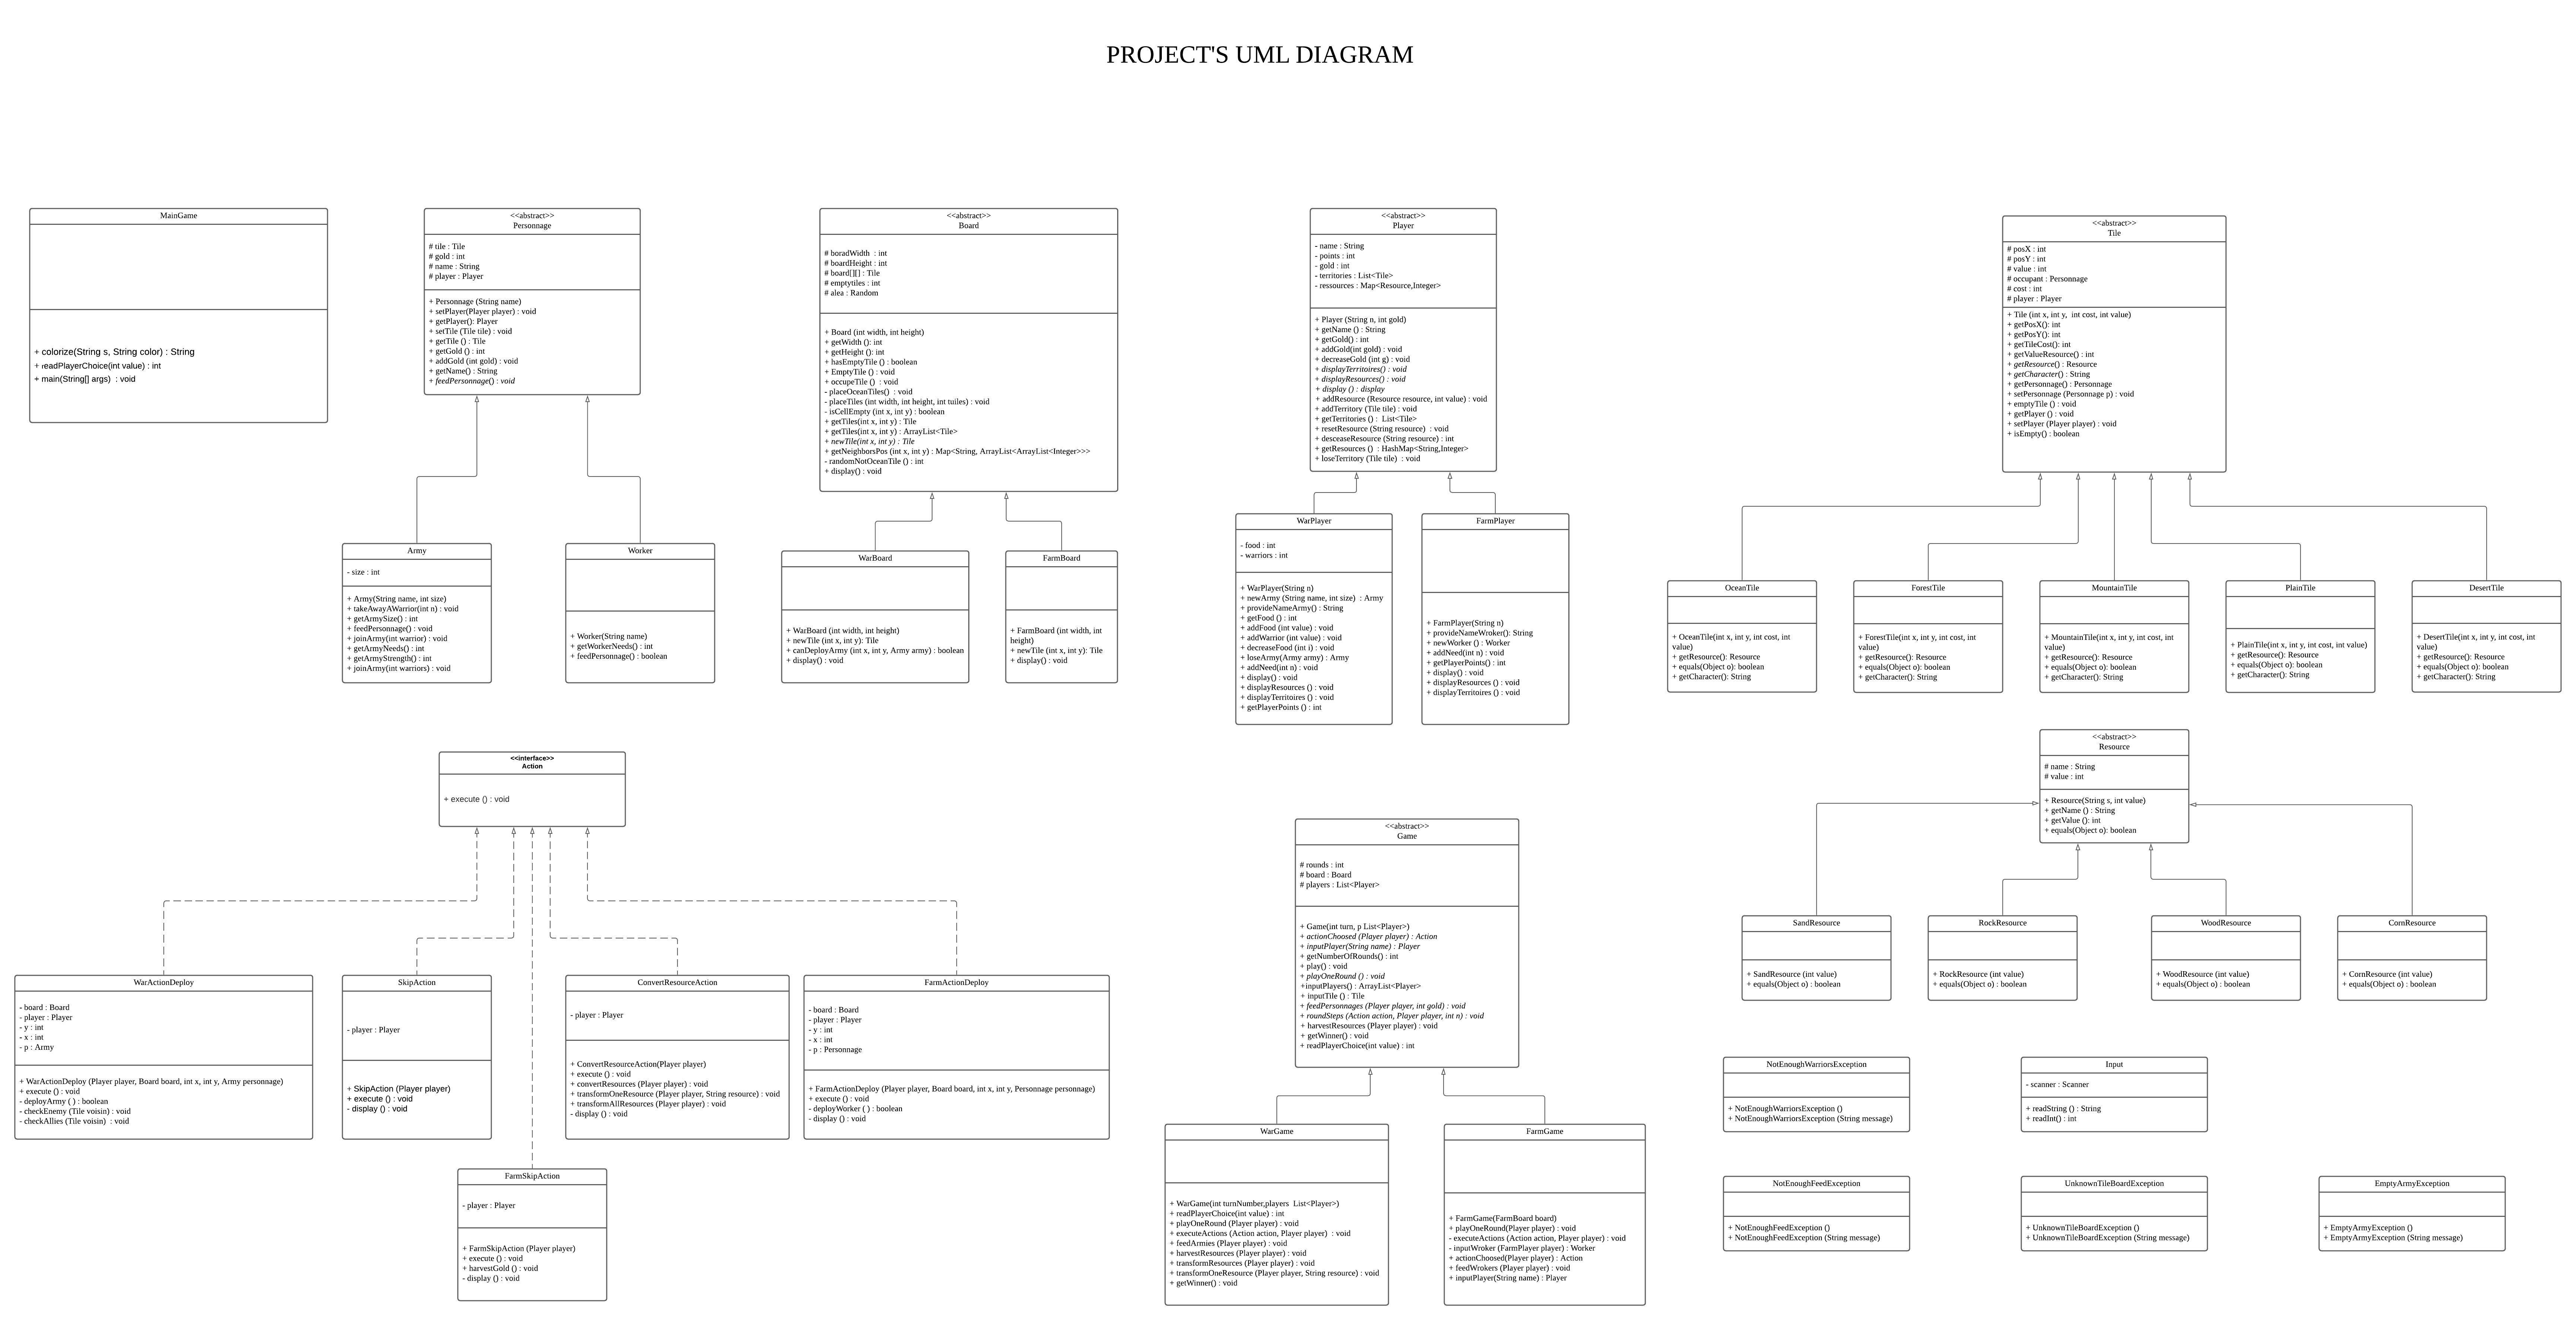 PROJECT'S UML DIAGRAM
MainGame
+ colorize(String s, String color) : String
+ readPlayerChoice(int value) : int
+ main(String[] args)  : void
<<abstract>>
Personnage
# tile : Tile
# gold : int
# name : String
# player : Player
+ Personnage (String name)
+ setPlayer(Player player) : void
+ getPlayer(): Player
+ setTile (Tile tile) : void
+ getTile () : Tile
+ getGold () : int
+ addGold (int gold) : void
+ getName() : String
+ feedPersonnage() : void
<<abstract>>
Board
# boradWidth  : int
# boardHeight : int
# board[][] : Tile
# emptytiles : int
# alea : Random
+ Board (int width, int height)
+ getWidth (): int
+ getHeight (): int
+ hasEmptyTile () : boolean
+ EmptyTile () : void
+ occupeTile ()  : void
- placeOceanTiles()  : void
- placeTiles (int width, int height, int tuiles) : void
- isCellEmpty (int x, int y) : boolean
+ getTiles(int x, int y) : Tile
+ getTiles(int x, int y) : ArrayList<Tile>
+ newTile(int x, int y) : Tile
+ getNeighborsPos (int x, int y) : Map<String, ArrayList<ArrayList<Integer>>>
- randomNotOceanTile () : int
+ display() : void
<<abstract>>
Player
- name : String
- points : int
- gold : int
- territories : List<Tile>
- ressources : Map<Resource,Integer>
+ Player (String n, int gold)
+ getName () : String
+ getGold() : int
+ addGold(int gold) : void
+ decreaseGold (int g) : void
+ displayTerritoires() : void
+ displayResources() : void
+ display () : display
+ addResource (Resource resource, int value) : void
+ addTerritory (Tile tile) : void
+ getTerritories () :  List<Tile>
+ resetResource (String resource)  : void
+ desceaseResource (String resource) : int
+ getResources ()  : HashMap<String,Integer>
+ loseTerritory (Tile tile)  : void
<<abstract>>
Tile
# posX : int
# posY : int
# value : int
# occupant : Personnage
# cost : int
# player : Player
+ Tile (int x, int y,  int cost, int value)
+ getPosX(): int
+ getPosY(): int
+ getTileCost(): int
+ getValueResource() : int
+ getResource() : Resource
+ getCharacter() : String
+ getPersonnage() : Personnage
+ setPersonnage (Personnage p) : void
+ emptyTile () : void
+ getPlayer () : void
+ setPlayer (Player player) : void
+ isEmpty() : boolean
Army
- size : int
+ Army(String name, int size)
+ takeAwayAWarrior(int n) : void
+ getArmySize() : int
+ feedPersonnage() : void
+ joinArmy(int warrior) : void
+ getArmyNeeds() : int
+ getArmyStrength() : int
+ joinArmy(int warriors) : void
Worker
+ Worker(String name)
+ getWorkerNeeds() : int
+ feedPersonnage() : boolean
WarBoard
+ WarBoard (int width, int height)
+ newTile (int x, int y): Tile
+ canDeployArmy (int x, int y, Army army) : boolean
+ display() : void
FarmBoard
+ FarmBoard (int width, int
height)
+ newTile (int x, int y): Tile
+ display() : void
WarPlayer
- food : int
- warriors : int
+ WarPlayer(String n)
+ newArmy (String name, int size)  : Army
+ provideNameArmy() : String
+ getFood () : int
+ addFood (int value) : void
+ addWarrior (int value) : void
+ decreaseFood (int i) : void
+ loseArmy(Army army) : Army
+ addNeed(int n) : void
+ display() : void
+ displayResources () : void
+ displayTerritoires () : void
+ getPlayerPoints () : int
FarmPlayer
+ FarmPlayer(String n)
+ provideNameWroker(): String
+ newWorker () : Worker
+ addNeed(int n) : void
+ getPlayerPoints() : int
+ display() : void
+ displayResources () : void
+ displayTerritoires () : void
OceanTile
+ OceanTile(int x, int y, int cost, int
value)
+ getResource(): Resource
+ equals(Object o): boolean
+ getCharacter(): String
ForestTile
+ ForestTile(int x, int y, int cost, int
value)
+ getResource(): Resource
+ equals(Object o): boolean
+ getCharacter(): String
MountainTile
+ MountainTile(int x, int y, int cost, int
value)
+ getResource(): Resource
+ equals(Object o): boolean
+ getCharacter(): String
PlainTile
+ PlainTile(int x, int y, int cost, int value)
+ getResource(): Resource
+ equals(Object o): boolean
+ getCharacter(): String
DesertTile
+ DesertTile(int x, int y, int cost, int
value)
+ getResource(): Resource
+ equals(Object o): boolean
+ getCharacter(): String
<<interface>>
Action
+ execute () : void
<<abstract>>
Resource
# name : String
# value : int
+ Resource(String s, int value)
+ getName () : String
+ getValue (): int
+ equals(Object o): boolean
<<abstract>>
Game
# rounds : int
# board : Board
# players : List<Player>
+ Game(int turn, p List<Player>)
+ actionChoosed (Player player) : Action
+ inputPlayer(String name) : Player
+ getNumberOfRounds() : int
+ play() : void
+ playOneRound () : void
+inputPlayers() : ArrayList<Player>
+ inputTile () : Tile
+ feedPersonnages (Player player, int gold) : void
+ roundSteps (Action action, Player player, int n) : void
+ harvestResources (Player player) : void
+ getWinner() : void
+ readPlayerChoice(int value) : int
SandResource
+ SandResource (int value)
+ equals(Object o) : boolean
RockResource
+ RockResource (int value)
+ equals(Object o) : boolean
WoodResource
+ WoodResource (int value)
+ equals(Object o) : boolean
CornResource
+ CornResource (int value)
+ equals(Object o) : boolean
WarActionDeploy
- board : Board
- player : Player
- y : int
- x : int
- p : Army
+ WarActionDeploy (Player player, Board board, int x, int y, Army personnage)
+ execute () : void
- deployArmy ( ) : boolean
- checkEnemy (Tile voisin) : void
- checkAllies (Tile voisin)  : void
SkipAction
- player : Player
+ SkipAction (Player player)
+ execute () : void
- display () : void
ConvertResourceAction
- player : Player
+ ConvertResourceAction(Player player)
+ execute () : void
+ convertResources (Player player) : void
+ transformOneResource (Player player, String resource) : void
+ transformAllResources (Player player) : void
- display () : void
FarmActionDeploy
- board : Board
- player : Player
- y : int
- x : int
- p : Personnage
+ FarmActionDeploy (Player player, Board board, int x, int y, Personnage personnage)
+ execute () : void
- deployWorker ( ) : boolean
- display () : void
NotEnoughWarriorsException
+ NotEnoughWarriorsException ()
+ NotEnoughWarriorsException (String message)
Input
- scanner : Scanner
+ readString () : String
+ readInt() : int
WarGame
+ WarGame(int turnNumber,players  List<Player>)
+ readPlayerChoice(int value) : int
+ playOneRound (Player player) : void
+ executeActions (Action action, Player player)  : void
+ feedArmies (Player player) : void
+ harvestResources (Player player) : void
+ transformResources (Player player) : void
+ transformOneResource (Player player, String resource) : void
+ getWinner() : void
FarmGame
+ FarmGame(FarmBoard board)
+ playOneRound(Player player) : void
- executeActions (Action action, Player player) : void
- inputWroker (FarmPlayer player) : Worker
+ actionChoosed(Player player) : Action
+ feedWrokers (Player player) : void
+ inputPlayer(String name) : Player
FarmSkipAction
- player : Player
+ FarmSkipAction (Player player)
+ execute () : void
+ harvestGold () : void
- display () : void
NotEnoughFeedException
+ NotEnoughFeedException ()
+ NotEnoughFeedException (String message)
UnknownTileBoardException
+ UnknownTileBoardException ()
+ UnknownTileBoardException (String message)
EmptyArmyException
+ EmptyArmyException ()
+ EmptyArmyException (String message)